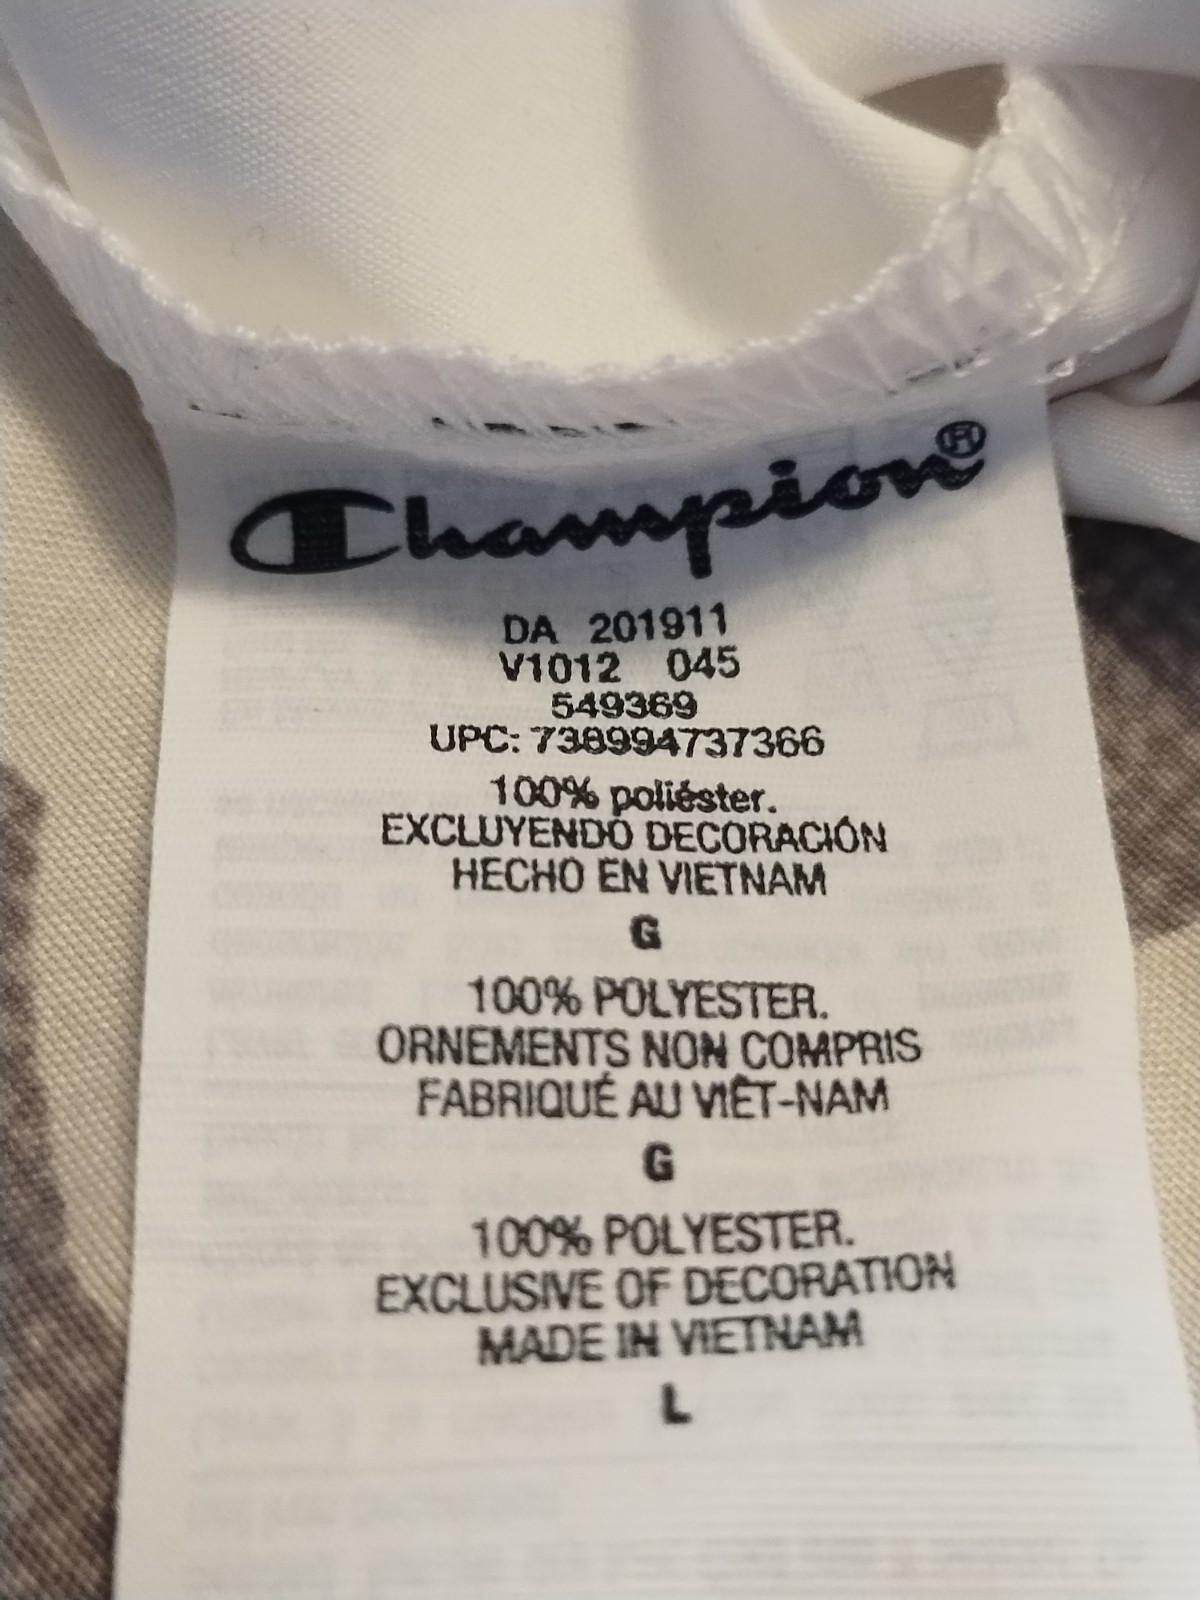 Champion®
DA 201911
V1012 045
549369
UPC: 738994737366
100% poliéster.
EXCLUYENDO DECORACIÓN
HECHO EN VIETNAM
G
100% POLYESTER.
ORNEMENTS NON COMPRIS
FABRIQUÉ AU VIÊT-NAM
G
100% POLYESTER.
EXCLUSIVE OF DECORATION
MADE IN VIETNAM
L